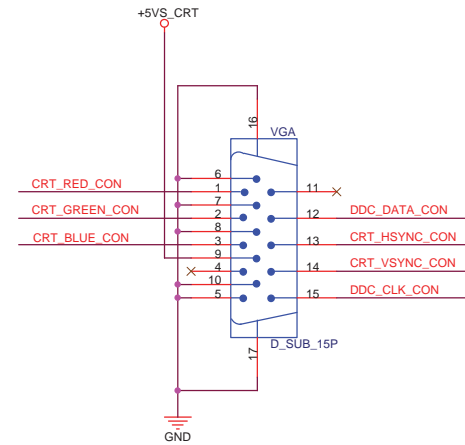 +5VS_CRT
16
VGA
6
CRT_RED_CON
1
11
7
CRT_GREEN_CON
2
12
DDC_DATA_CON
8
CRT_BLUE_CON
3
13
CRT_HSYNC_CON
9
4
14
CRT_VSYNC_CON
10
5
15
DDC_CLK_CON
D_SUB_15P
17
GND